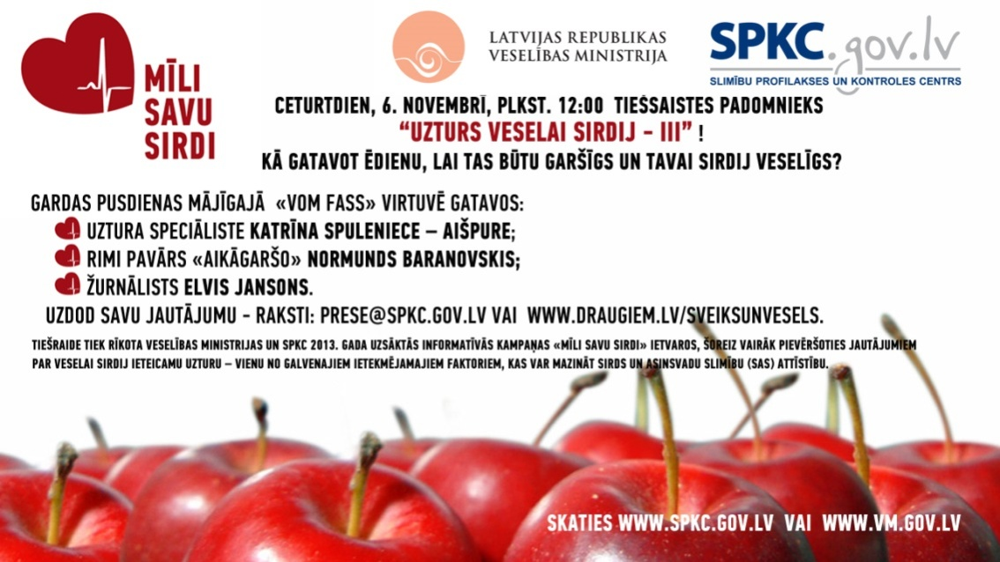 MĪLI
SAVU
SIRDI
LATVIJAS REPUBLIKAS
VESELĪBAS MINISTRIJA
SPKC.gov.lv
SLIMĪBU PROFILAKSES UN KONTROLES CENTRS
CETURTDIEN, 6. NOVEMBRĪ, PLKST. 12:00 TIEŠSAISTES PADOMNIEKS
“UZTURS VESELAI SIRDIJ - III” !
KĀ GATAVOT ĒDIENU, LAI TAS BŪTU GARŠĪGS UN TAVAI SIRDIJ VESELĪGS?
GARDAS PUSDIENAS MĀJĪGAJĀ «VOM FASS» VIRTUVĒ GATAVOS:
UZTURA SPECIĀLISTE KATRĪNA SPULENIECE – AIŠPURE;
RIMI PAVĀRS «AIKĀGARŠO» NORMUNDS BARANOVSKIS;
ŽURNĀLISTS ELVIS JANSONS.
UZDOD SAVU JAUTĀJUMU - RAKSTI: PRESE@SPKC.GOV.LV VAI WWW.DRAUGIEM.LV/SVEIKSUNVESELS.
TIEŠRAIDE TIEK RĪKOTA VESELĪBAS MINISTRIJAS UN SPKC 2013. GADA UZSĀKTĀS INFORMATĪVĀS KAMPAŅAS «MĪLI SAVU SIRDI» IETVAROS, ŠOREIZ VAIRĀK PIEVĒRŠOTIES JAUTĀJUMIEM
PAR VESELAI SIRDIJ IETEICAMU UZTURU – VIENU NO GALVENAJIEM IETEKMĒJAMAJIEM FAKTORIEM, KAS VAR MAZINĀT SIRDS UN ASINSVADU SLIMĪBU (SAS) ATTĪSTĪBU.
SKATIES WWW.SPKC.GOV.LV VAI WWW.VM.GOV.LV